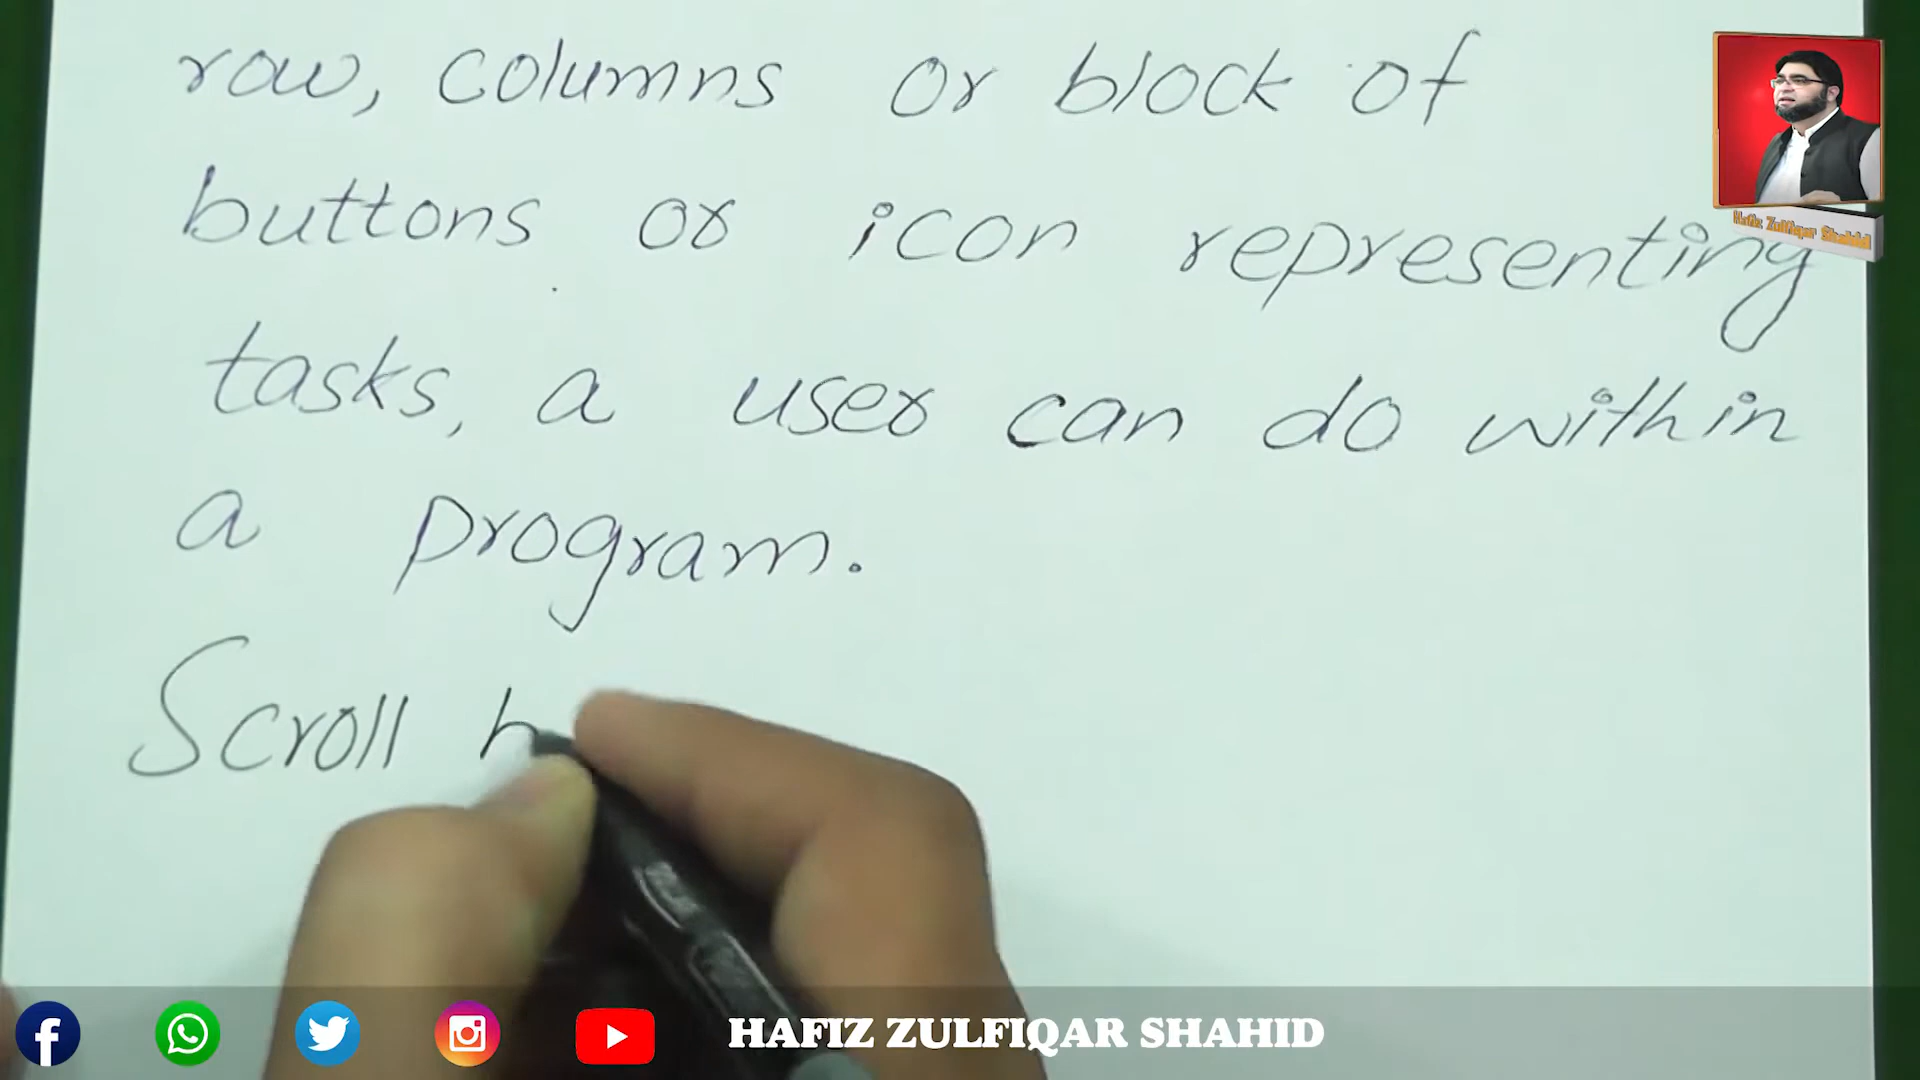 row, columns or block of
buttons or icon representing
tasks, a user can do within
a program.
Scroll
Hafiz Zulfiqar Shahid
HAFIZ ZULFIQAR SHAHID